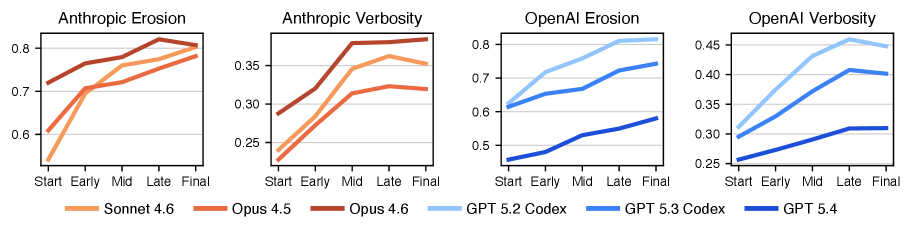 Anthropic Erosion
0.8
0.7
0.6
Start Early Mid Late Final
Anthropic Verbosity
0.35
0.30
0.25
Start Early Mid Late Final
OpenAI Erosion
0.8
0.7
0.6
0.5
Start Early Mid Late Final
OpenAI Verbosity
0.45
0.40
0.35
0.30
0.25
Start Early Mid Late Final
Sonnet 4.6 Opus 4.5 Opus 4.6 GPT 5.2 Codex GPT 5.3 Codex GPT 5.4